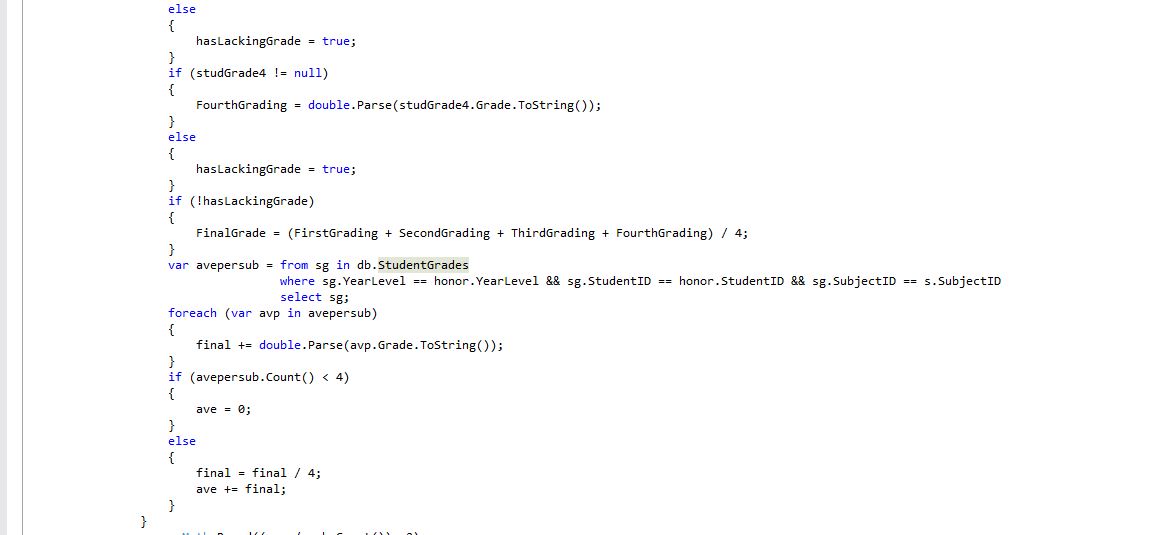 else
{
hasLackingGrade = true;
}
if (studGrade4 != null)
{
FourthGrading = double.Parse(studGrade4.Grade.ToString());
}
else
{
hasLackingGrade = true;
}
if (!hasLackingGrade)
{
FinalGrade = (FirstGrading + SecondGrading + ThirdGrading + FourthGrading) / 4;
}
var avepersub = from sg in db.StudentGrades
where sg.YearLevel == honor.YearLevel && sg.StudentID == honor.StudentID && sg.SubjectID == s.SubjectID
select sg;
foreach (var avp in avepersub)
{
final += double.Parse(avp.Grade.ToString());
}
if (avepersub.Count() < 4)
{
ave = 0;
}
else
{
final = final / 4;
ave += final;
}
}